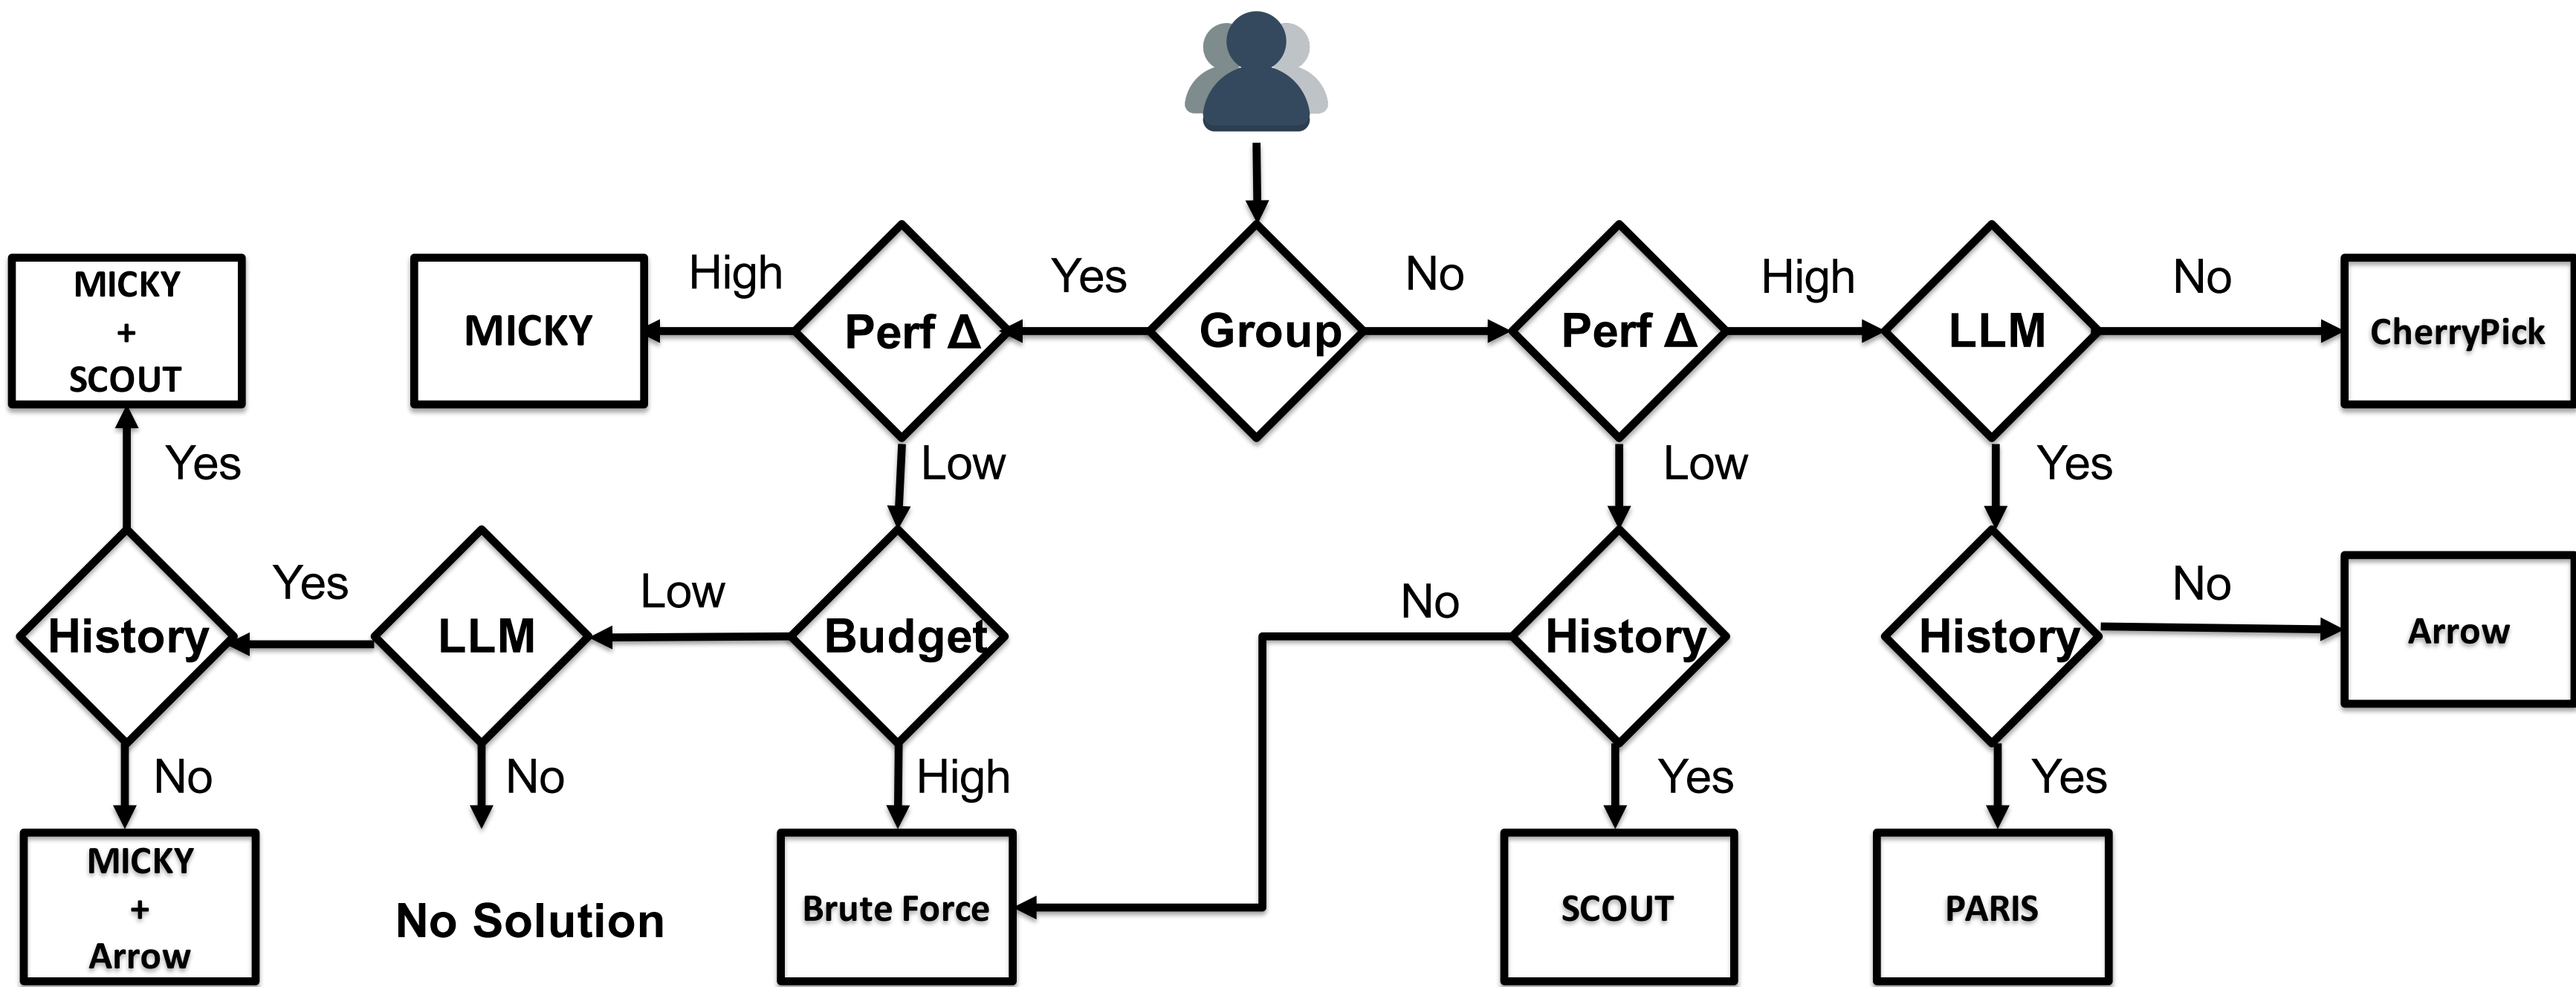 High
Yes
No
High
No
MICKY
+
SCOUT
MICKY
Perf Δ
Group
Perf Δ
LLM
CherryPick
Yes
Low
Low
Yes
Yes
Low
No
No
History
LLM
Budget
History
History
Arrow
No
No
High
Yes
Yes
MICKY
+
Arrow
No Solution
Brute Force
SCOUT
PARIS